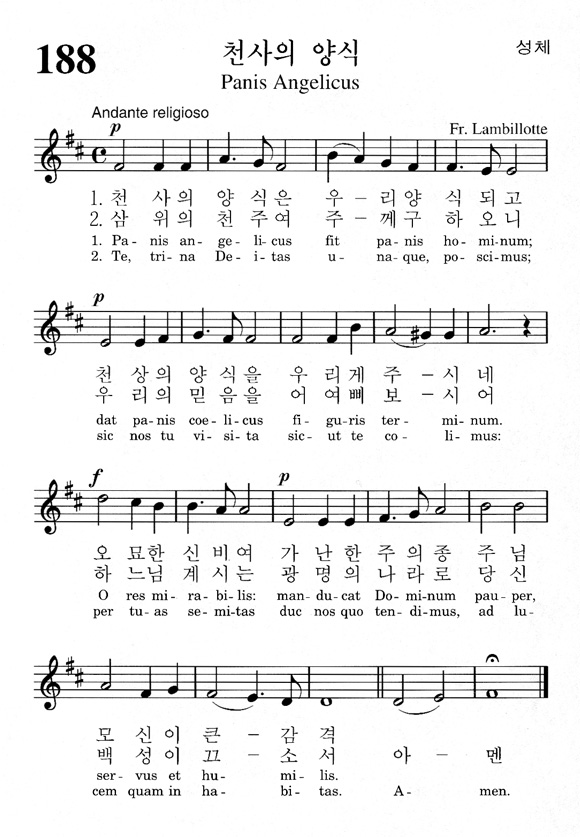 188
천사의 양식
성체
Panis Angelicus
Andante religioso
p
Fr. Lambillotte
1. 천 사의 양 식은 우 - 리양 식 되고
2. 삼 위의 천 주여 주 - 께구 하 오니
1. Pa- nis an- ge- li- cus fit pa- nis ho- mi-num;
2. Te, tri- na De- i- tas u- na- que, po- sci-mus;
p
천 상의 양 식을 우 리게 주 - 시 네
우 리의 믿 음을 어 여삐 보 - 시 어
dat pa-nis coe- li- cus fi- gu-ris ter- mi- num.
sic nos tu vi- si- ta sic- ut te co- li- mus:
f
p
오 묘한 신 비여 가 난 한 주 의 종 주 님
하 느님 계 시는 광 명 의 나 라 로 당 신
O res mi- ra- bi- lis: man- du-cat Do- mi-num pau- per,
per tu- as se- mi-tas duc nos quo ten- di-mus, ad lu-
모 신 이 큰 - 감 격
백 성 이 끄 - 소 서 아 - 멘
ser- vus et hu- mi- lis.
cem quam in ha- bi- tas. A- men.